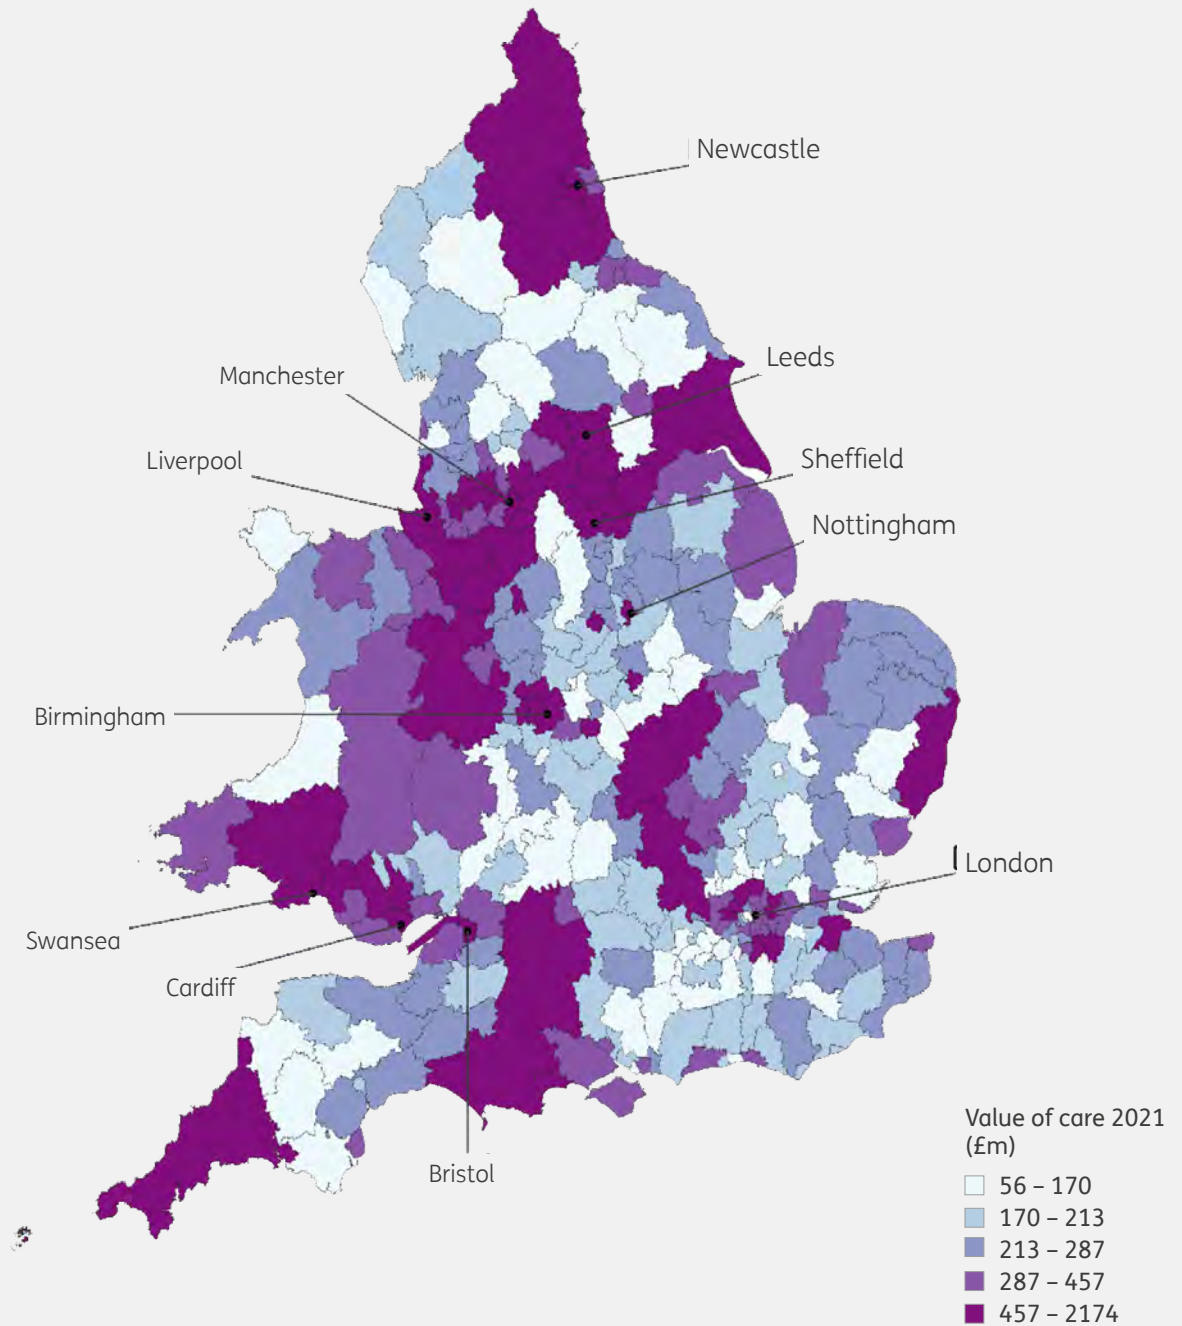 Newcastle
Leeds
Manchester
Liverpool
Sheffield
Nottingham
Birmingham
London
Swansea
Cardiff
Bristol
Value of care 2021
(£m)
56 – 170
170 – 213
213 – 287
287 – 457
457 – 2174